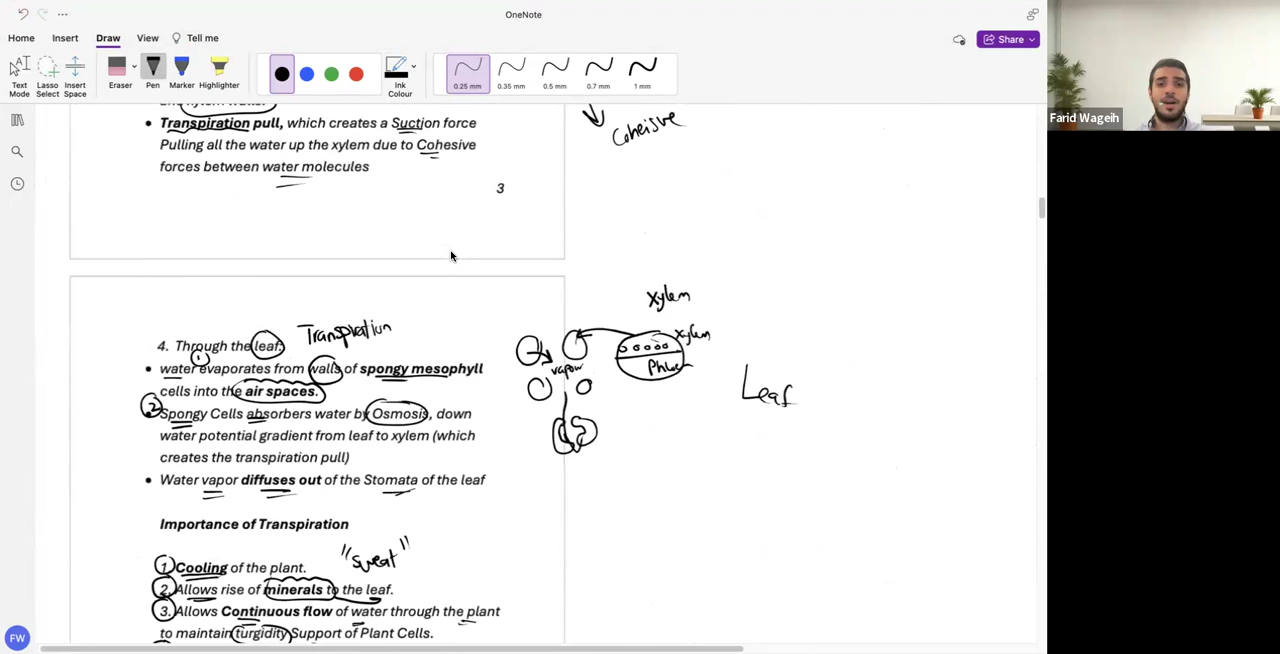 OneNote
Home Insert Draw View Tell me
Share
Text Mode
Lasso Select
Insert Space
Eraser
Pen
Marker
Highlighter
Ink Colour
0.25 mm
0.35 mm
0.5 mm
0.7 mm
1 mm
Farid Wageih
• Transpiration pull, which creates a Suction force
Pulling all the water up the xylem due to Cohesive
forces between water molecules
Coheisve
3
xylem
Transpiration
4. Through the leaf:
1
• water evaporates from walls of spongy mesophyll
cells into the air spaces.
2
Spongy Cells absorbers water by Osmosis, down
water potential gradient from leaf to xylem (which
creates the transpiration pull)
• Water vapor diffuses out of the Stomata of the leaf
vapour
xylem
Phloem
Leaf
Importance of Transpiration
"Sweat"
1. Cooling of the plant.
2. Allows rise of minerals to the leaf.
3. Allows Continuous flow of water through the plant
to maintain turgidity Support of Plant Cells.
FW